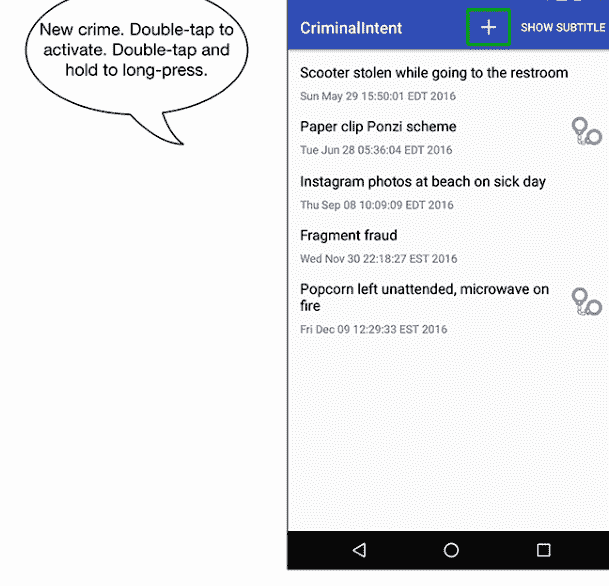 New crime. Double-tap to
activate. Double-tap and
hold to long-press.
CriminalIntent
SHOW SUBTITLE
Scooter stolen while going to the restroom
Sun May 29 15:50:01 EDT 2016
Paper clip Ponzi scheme
Tue Jun 28 05:36:04 EDT 2016
Instagram photos at beach on sick day
Thu Sep 08 10:09:09 EDT 2016
Fragment fraud
Wed Nov 30 22:18:27 EST 2016
Popcorn left unattended, microwave on
fire
Fri Dec 09 12:29:33 EST 2016